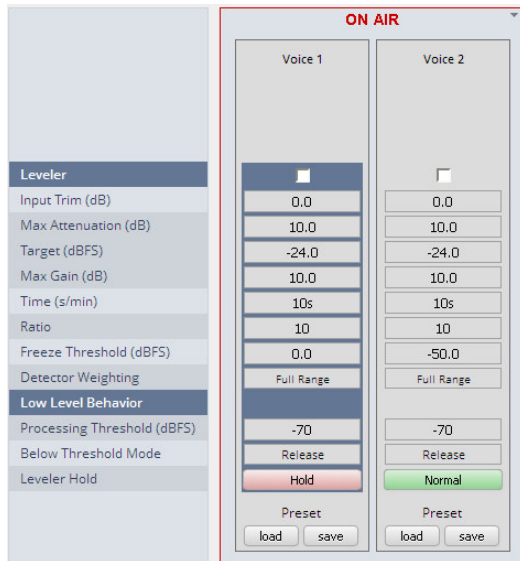 ON AIR
Voice 1 Voice 2
Leveler
Input Trim (dB) 0.0 0.0
Max Attenuation (dB) 10.0 10.0
Target (dBFS) -24.0 -24.0
Max Gain (dB) 10.0 10.0
Time (s/min) 10s 10s
Ratio 10 10
Freeze Threshold (dBFS) 0.0 -50.0
Detector Weighting Full Range Full Range
Low Level Behavior
Processing Threshold (dBFS) -70 -70
Below Threshold Mode Release Release
Leveler Hold Hold Normal
Preset Preset
load save load save